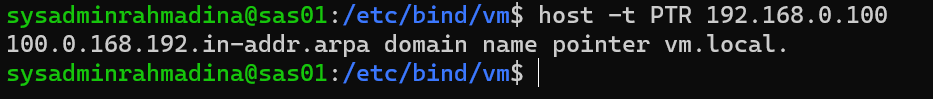 sysadminrahmadina@sas01:/etc/bind/vm$ host -t PTR 192.168.0.100
100.0.168.192.in-addr.arpa domain name pointer vm.local.
sysadminrahmadina@sas01:/etc/bind/vm$